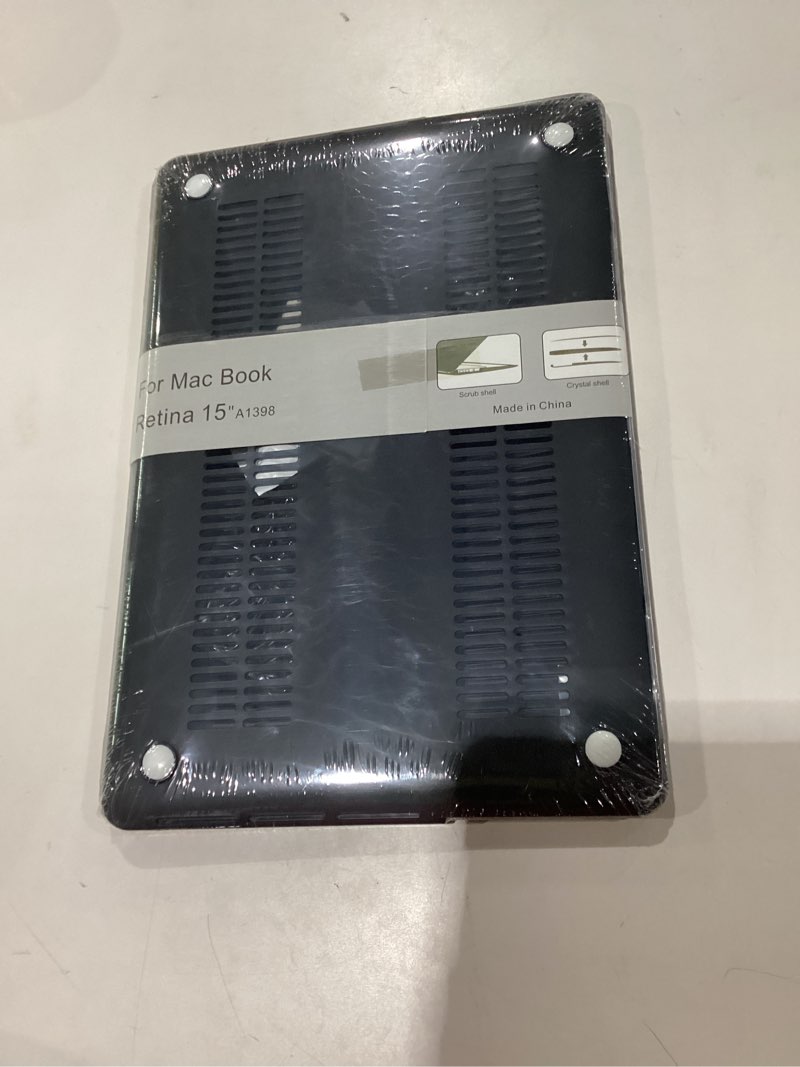 For Mac Book
Retina 15" A1398
Scrub shell
Crystal shell
Made in China